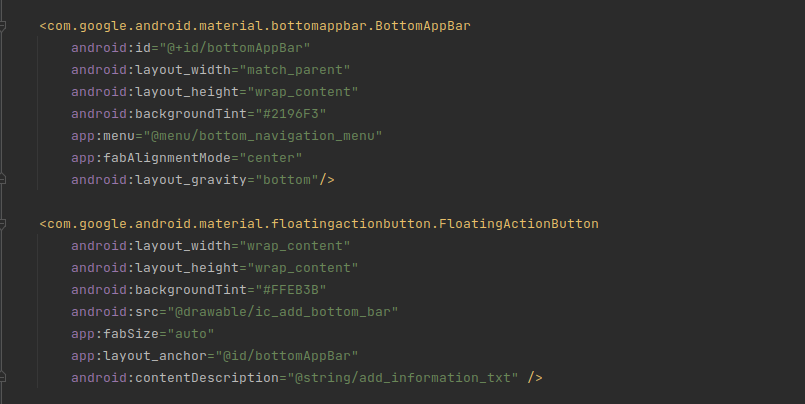 <com.google.android.material.bottomappbar.BottomAppBar
android:id="@+id/bottomAppBar"
android:layout_width="match_parent"
android:layout_height="wrap_content"
android:backgroundTint="#2196F3"
app:menu="@menu/bottom_navigation_menu"
app:fabAlignmentMode="center"
android:layout_gravity="bottom"/>
<com.google.android.material.floatingactionbutton.FloatingActionButton
android:layout_width="wrap_content"
android:layout_height="wrap_content"
android:backgroundTint="#FFEB3B"
android:src="@drawable/ic_add_bottom_bar"
app:fabSize="auto"
app:layout_anchor="@id/bottomAppBar"
android:contentDescription="@string/add_information_txt" />